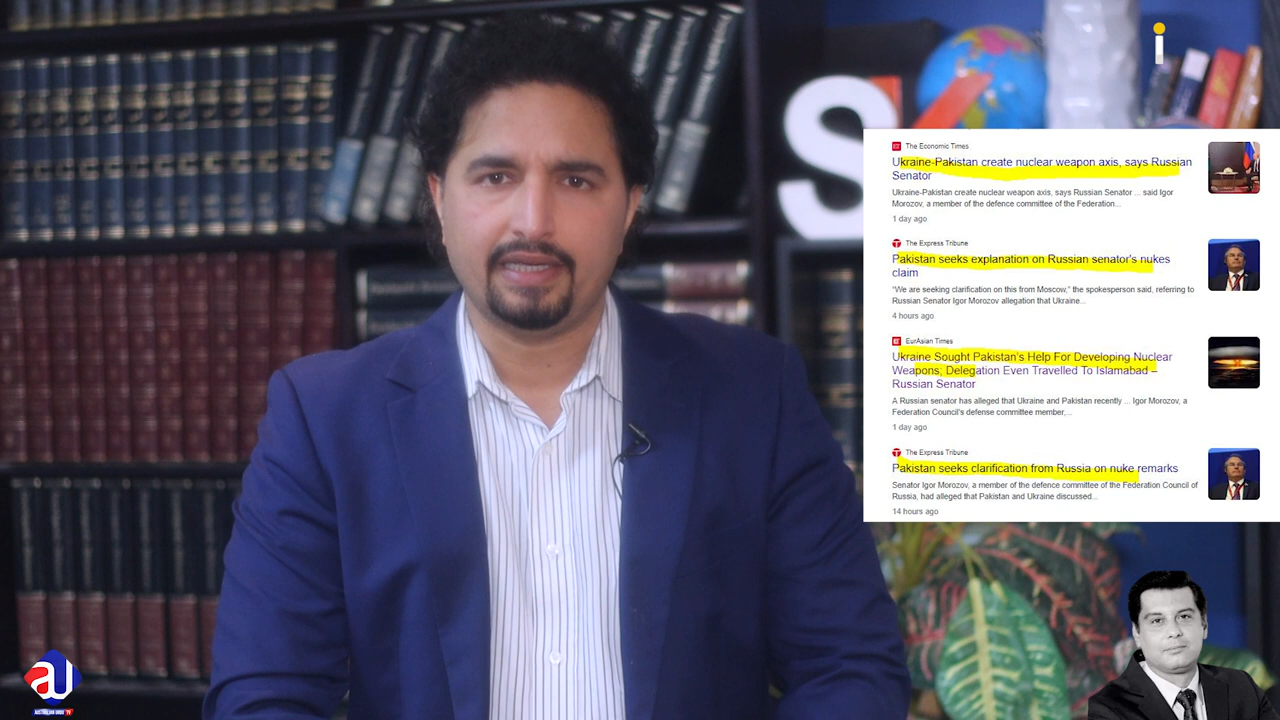 S
The Economic Times
Ukraine-Pakistan create nuclear weapon axis, says Russian
Senator
Ukraine-Pakistan create nuclear weapon axis, says Russian Senator ... said Igor
Morozov, a member of the defence committee of the Federation...
1 day ago
The Express Tribune
Pakistan seeks explanation on Russian senator's nukes
claim
“We are seeking clarification on this from Moscow,” the spokesperson said, referring to
Russian Senator Igor Morozov allegation that Ukraine...
4 hours ago
EurAsian Times
Ukraine Sought Pakistan's Help For Developing Nuclear
Weapons; Delegation Even Travelled To Islamabad –
Russian Senator
A Russian senator has alleged that Ukraine and Pakistan recently ... Igor Morozov, a
Federation Council's defense committee member,...
1 day ago
The Express Tribune
Pakistan seeks clarification from Russia on nuke remarks
Senator Igor Morozov, a member of the defence committee of the Federation Council of
Russia, had alleged that Pakistan and Ukraine discussed...
14 hours ago
AUSTRALIAN URDU TV